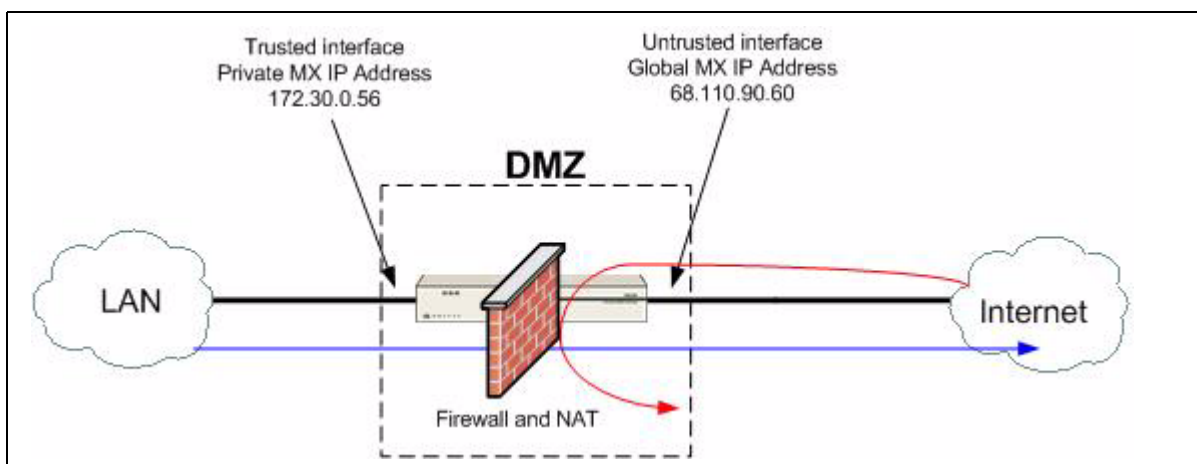 Trusted interface
Private MX IP Address
172.30.0.56
Untrusted interface
Global MX IP Address
68.110.90.60
DMZ
LAN
Internet
Firewall and NAT